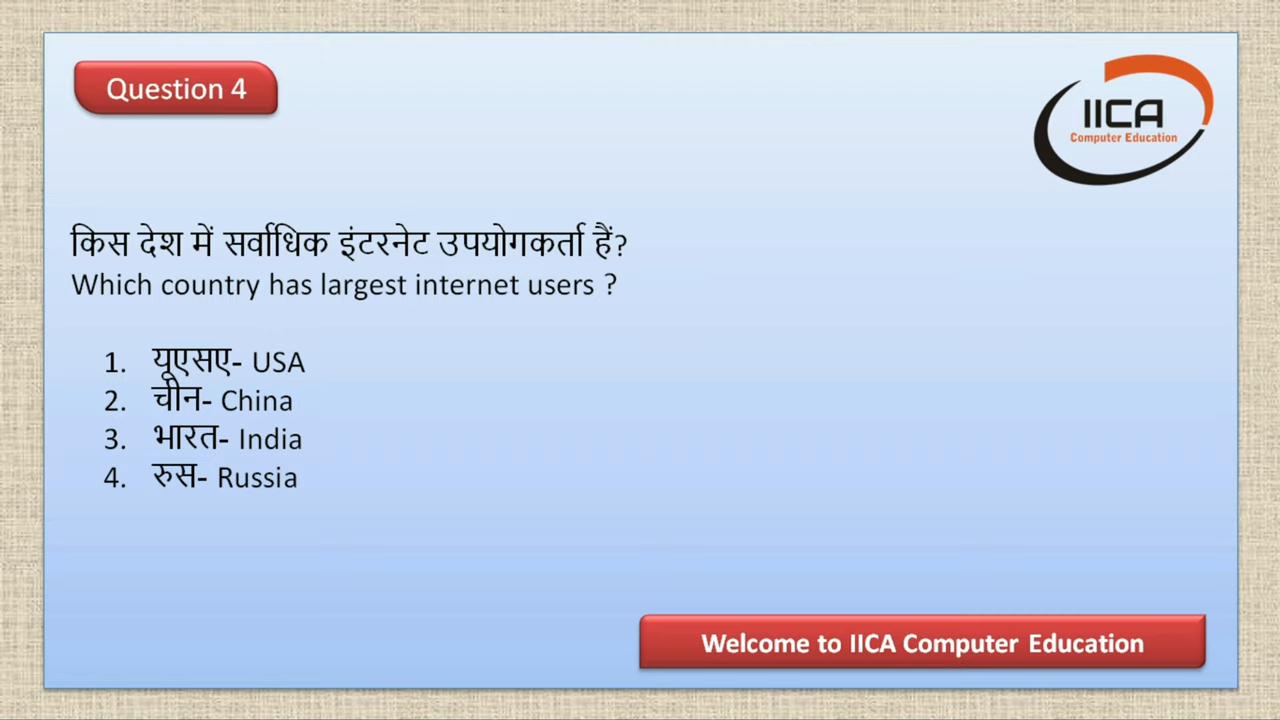 Question 4
IICA
Computer Education
किस देश में सर्वाधिक इंटरनेट उपयोगकर्ता हैं?
Which country has largest internet users ?
1. यूएसए- USA
2. चीन- China
3. भारत- India
4. रुस- Russia
Welcome to IICA Computer Education